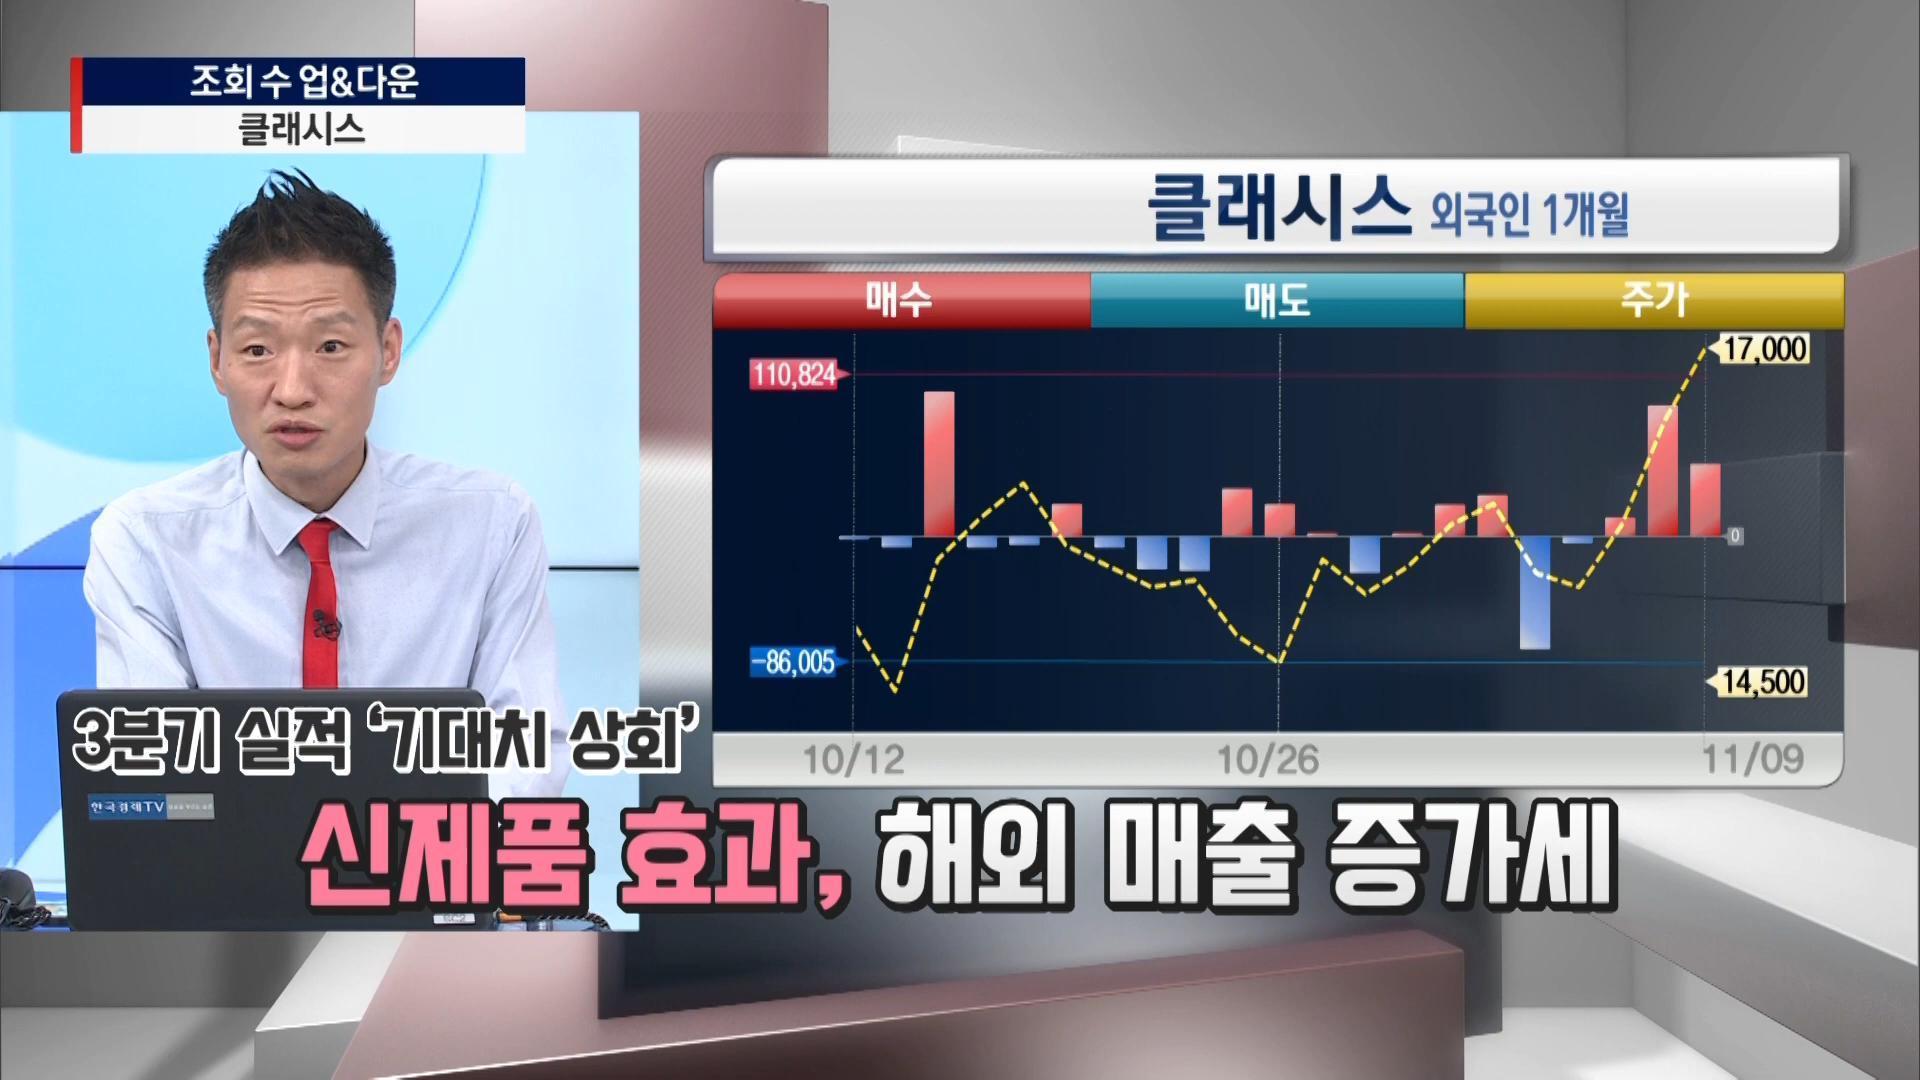 조회 수 업&다운
클래시스
클래시스 외국인 1개월
매수 매도 주가
110,824
17,000
0
-86,005
14,500
10/12 10/26 11/09
3분기 실적 ‘기대치 상회’
한국경제TV
신제품 효과, 해외 매출 증가세